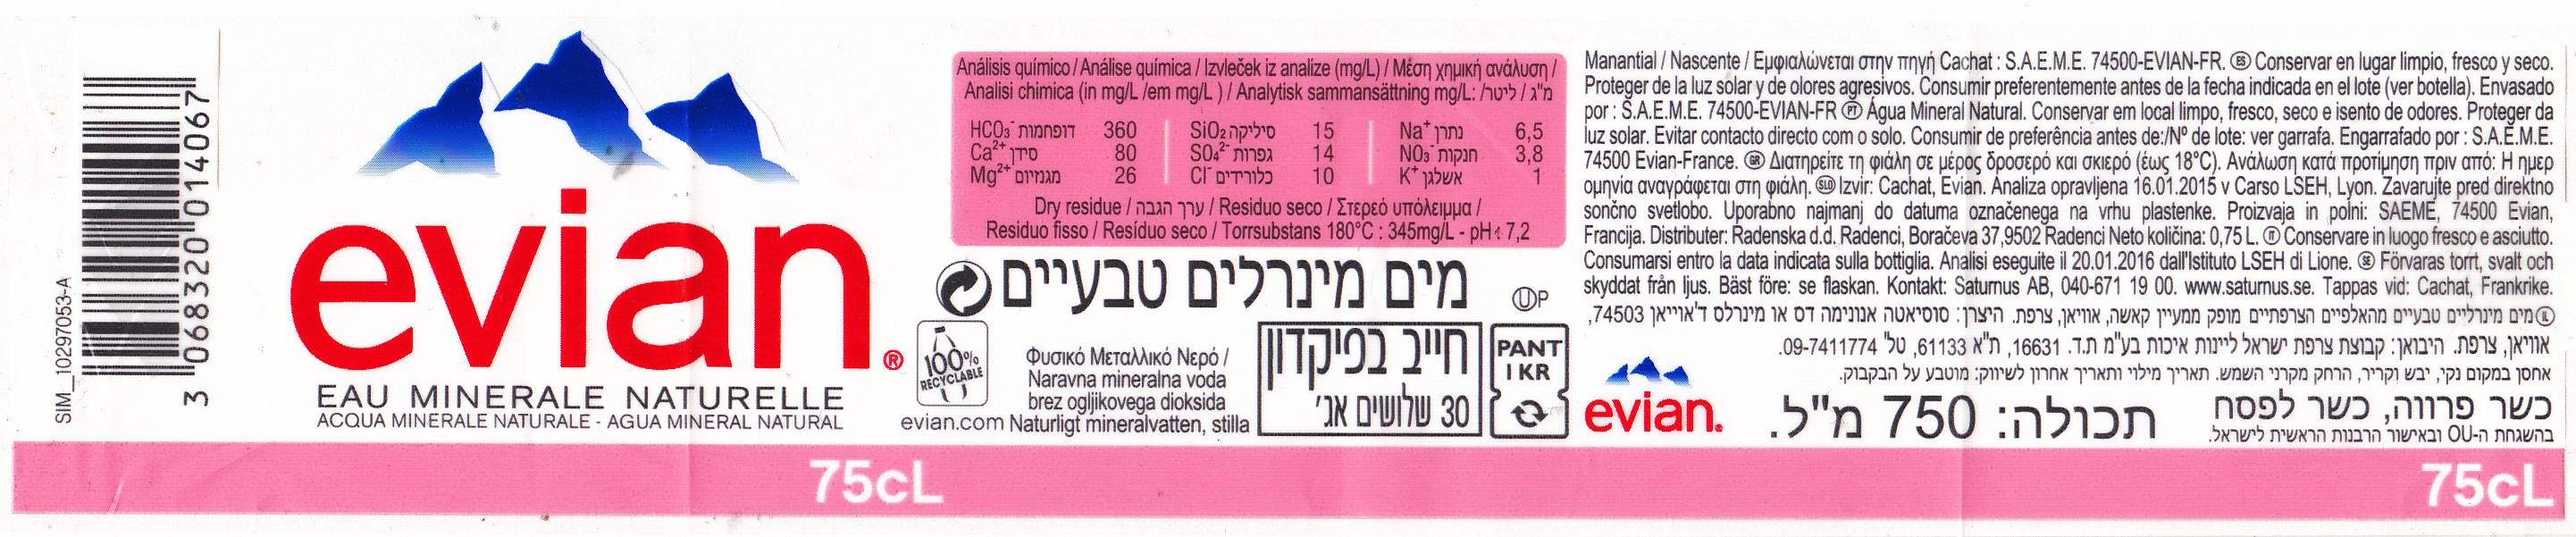 SIM_10297053-A
3 068320 014067
evian®
EAU MINERALE NATURELLE
ACQUA MINERALE NATURALE - AGUA MINERAL NATURAL
75cL
Análisis químico / Análise química / Izvleček iz analize (mg/L) / Μέση χημική ανάλυση /
Analisi chimica (in mg/L /em mg/L ) / Analytisk sammansättning mg/L: /מ"ג / ליטר
HCO₃⁻ דופחמות 360 SiO₂ סיליקה 15 Na⁺ נתרן 6,5
Ca²⁺ סידן 80 SO₄²⁻ גפרות 14 NO₃⁻ חנקות 3,8
Mg²⁺ מגנזיום 26 Cl⁻ כלורידים 10 K⁺ אשלגן 1
Dry residue / ערך הגבה / Residuo seco / Στερεό υπόλειμμα /
Residuo fisso / Resíduo seco / Torrsubstans 180°C : 345mg/L - pH : 7,2
מים מינרלים טבעיים
UP
100%
RECYCLABLE
evian.com
Φυσικό Μεταλλικό Νερό /
Naravna mineralna voda
brez ogljikovega dioksida
Naturligt mineralvatten, stilla
חייב בפיקדון
30 שלושים אג'
PANT
1 KR
Manantial / Nascente / Εμφιαλώνεται στην πηγή Cachat : S.A.E.M.E. 74500-EVIAN-FR. ES Conservar en lugar limpio, fresco y seco.
Proteger de la luz solar y de olores agresivos. Consumir preferentemente antes de la fecha indicada en el lote (ver botella). Envasado
por : S.A.E.M.E. 74500-EVIAN-FR PT Água Mineral Natural. Conservar em local limpo, fresco, seco e isento de odores. Proteger da
luz solar. Evitar contacto directo com o solo. Consumir de preferência antes de:/Nº de lote: ver garrafa. Engarrafado por : S.A.E.M.E.
74500 Evian-France. GR Διατηρείτε τη φιάλη σε μέρος δροσερό και σκιερό (έως 18°C). Ανάλωση κατά προτίμηση πριν από: Η ημερ
ομηνία αναγράφεται στη φιάλη. SLO Izvir: Cachat, Evian. Analiza opravljena 16.01.2015 v Carso LSEH, Lyon. Zavarujte pred direktno
sončno svetlobo. Uporabno najmanj do datuma označenega na vrhu plastenke. Proizvaja in polni: SAEME, 74500 Evian,
Francija. Distributer: Radenska d.d. Radenci, Boračeva 37,9502 Radenci Neto količina: 0,75 L. IT Conservare in luogo fresco e asciutto.
Consumarsi entro la data indicata sulla bottiglia. Analisi eseguite il 20.01.2016 dall'Istituto LSEH di Lione. SE Förvaras torrt, svalt och
skyddat från ljus. Bäst före: se flaskan. Kontakt: Saturnus AB, 040-671 19 00. www.saturnus.se. Tappas vid: Cachat, Frankrike.
IL מים מינרליים טבעיים מהאלפיים הצרפתיים מופק ממעיין קאשה, אוויאן, צרפת. היצרן: סוסיאטה אנונימה דס או מינרלס ד'אוייאן 74503,
אוויאן, צרפת. היבואן: קבוצת צרפת ישראל ליינות איכות בע"מ ת.ד. 16631, ת"א 61133, טל' 09-7411774.
אחסן במקום נקי, יבש וקריר, הרחק מקרני השמש. תאריך מילוי ותאריך אחרון לשיווק: מוטבע על הבקבוק.
evian.
תכולה: 750 מ"ל.
כשר פרווה, כשר לפסח
בהשגחת ה-OU ובאישור הרבנות הראשית לישראל.
75cL